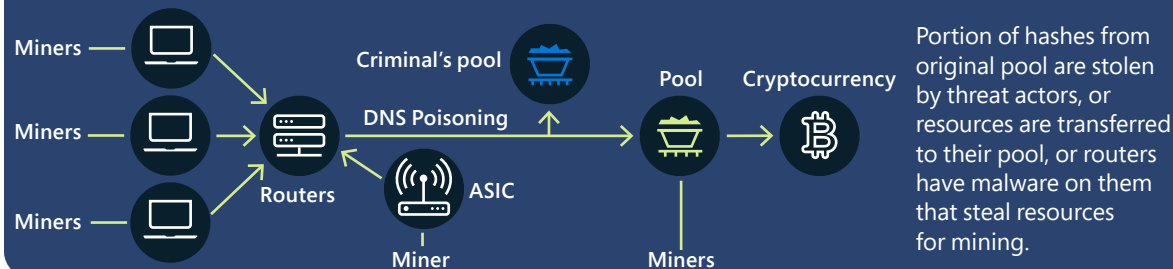 Miners
Miners
Miners
Routers
Criminal's pool
DNS Poisoning
ASIC
Miner
Pool
Miners
Cryptocurrency
Portion of hashes from
original pool are stolen
by threat actors, or
resources are transferred
to their pool, or routers
have malware on them
that steal resources
for mining.